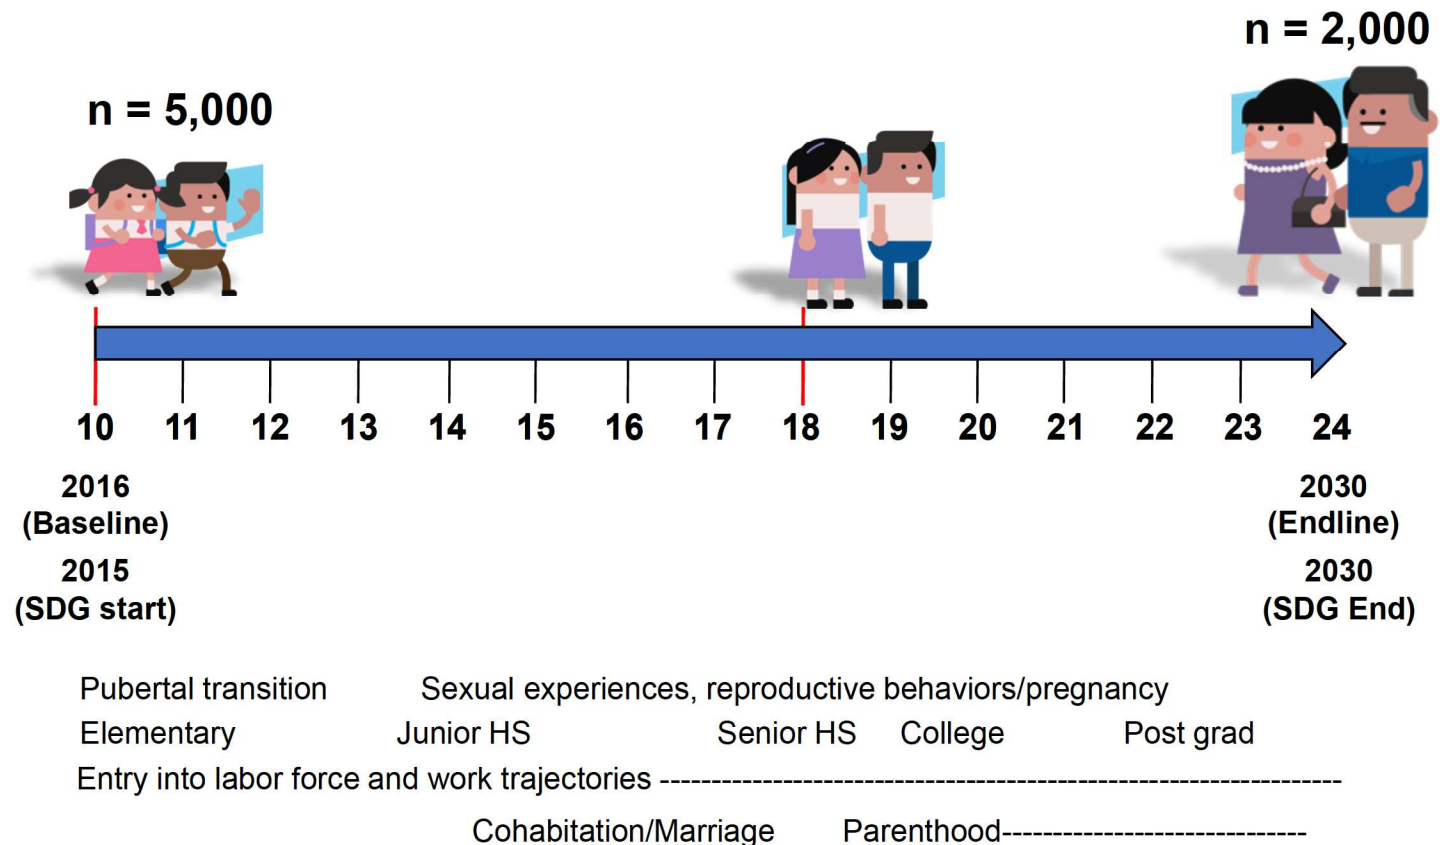 n = 2,000
n = 5,000
10 11 12 13 14 15 16 17 18 19 20 21 22 23 24
2016 2030
(Baseline) (Endline)
2015 2030
(SDG start) (SDG End)
Pubertal transition Sexual experiences, reproductive behaviors/pregnancy
Elementary Junior HS Senior HS College Post grad
Entry into labor force and work trajectories ------------------------------------------------------------------
Cohabitation/Marriage Parenthood------------------------------